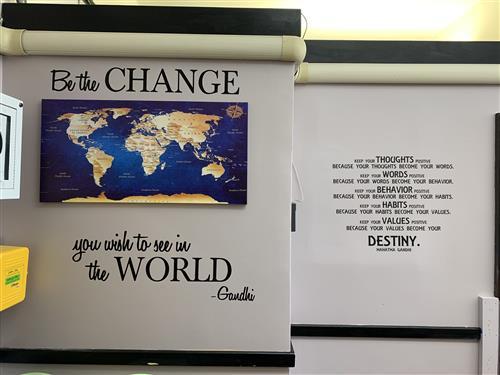 Be the CHANGE
you wish to see in
the WORLD
-Gandhi
KEEP YOUR THOUGHTS POSITIVE
BECAUSE YOUR THOUGHTS BECOME YOUR WORDS.
KEEP YOUR WORDS POSITIVE
BECAUSE YOUR WORDS BECOME YOUR BEHAVIOR.
KEEP YOUR BEHAVIOR POSITIVE
BECAUSE YOUR BEHAVIOR BECOME YOUR HABITS.
KEEP YOUR HABITS POSITIVE
BECAUSE YOUR HABITS BECOME YOUR VALUES.
KEEP YOUR VALUES POSITIVE
BECAUSE YOUR VALUES BECOME YOUR
DESTINY.
MAHATMA GANDHI